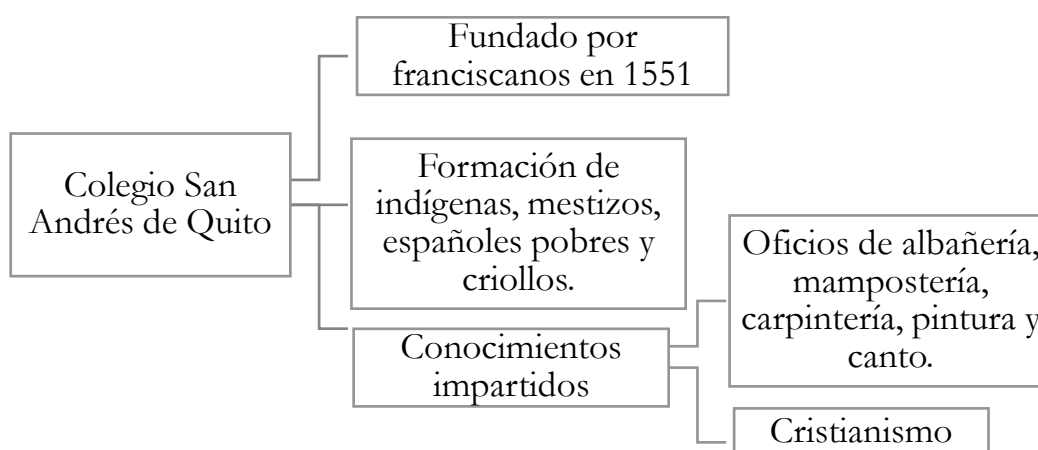 Fundado por
franciscanos en 1551
Colegio San
Andrés de Quito
Formación de
indígenas, mestizos,
españoles pobres y
criollos.
Conocimientos
impartidos
Oficios de albañería,
mampostería,
carpintería, pintura y
canto.
Cristianismo